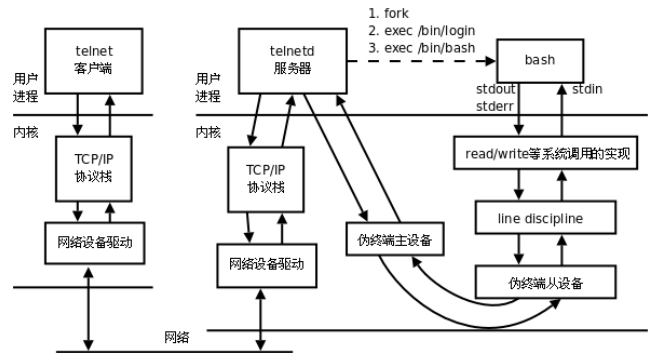 telnet
客户端
telnetd
服务器
1. fork
2. exec /bin/login
3. exec /bin/bash
bash
用户
进程
用户
进程
stdout
stderr
stdin
内核
内核
TCP/IP
协议栈
TCP/IP
协议栈
read/write等系统调用的实现
line discipline
网络设备驱动
网络设备驱动
伪终端主设备
伪终端从设备
网络